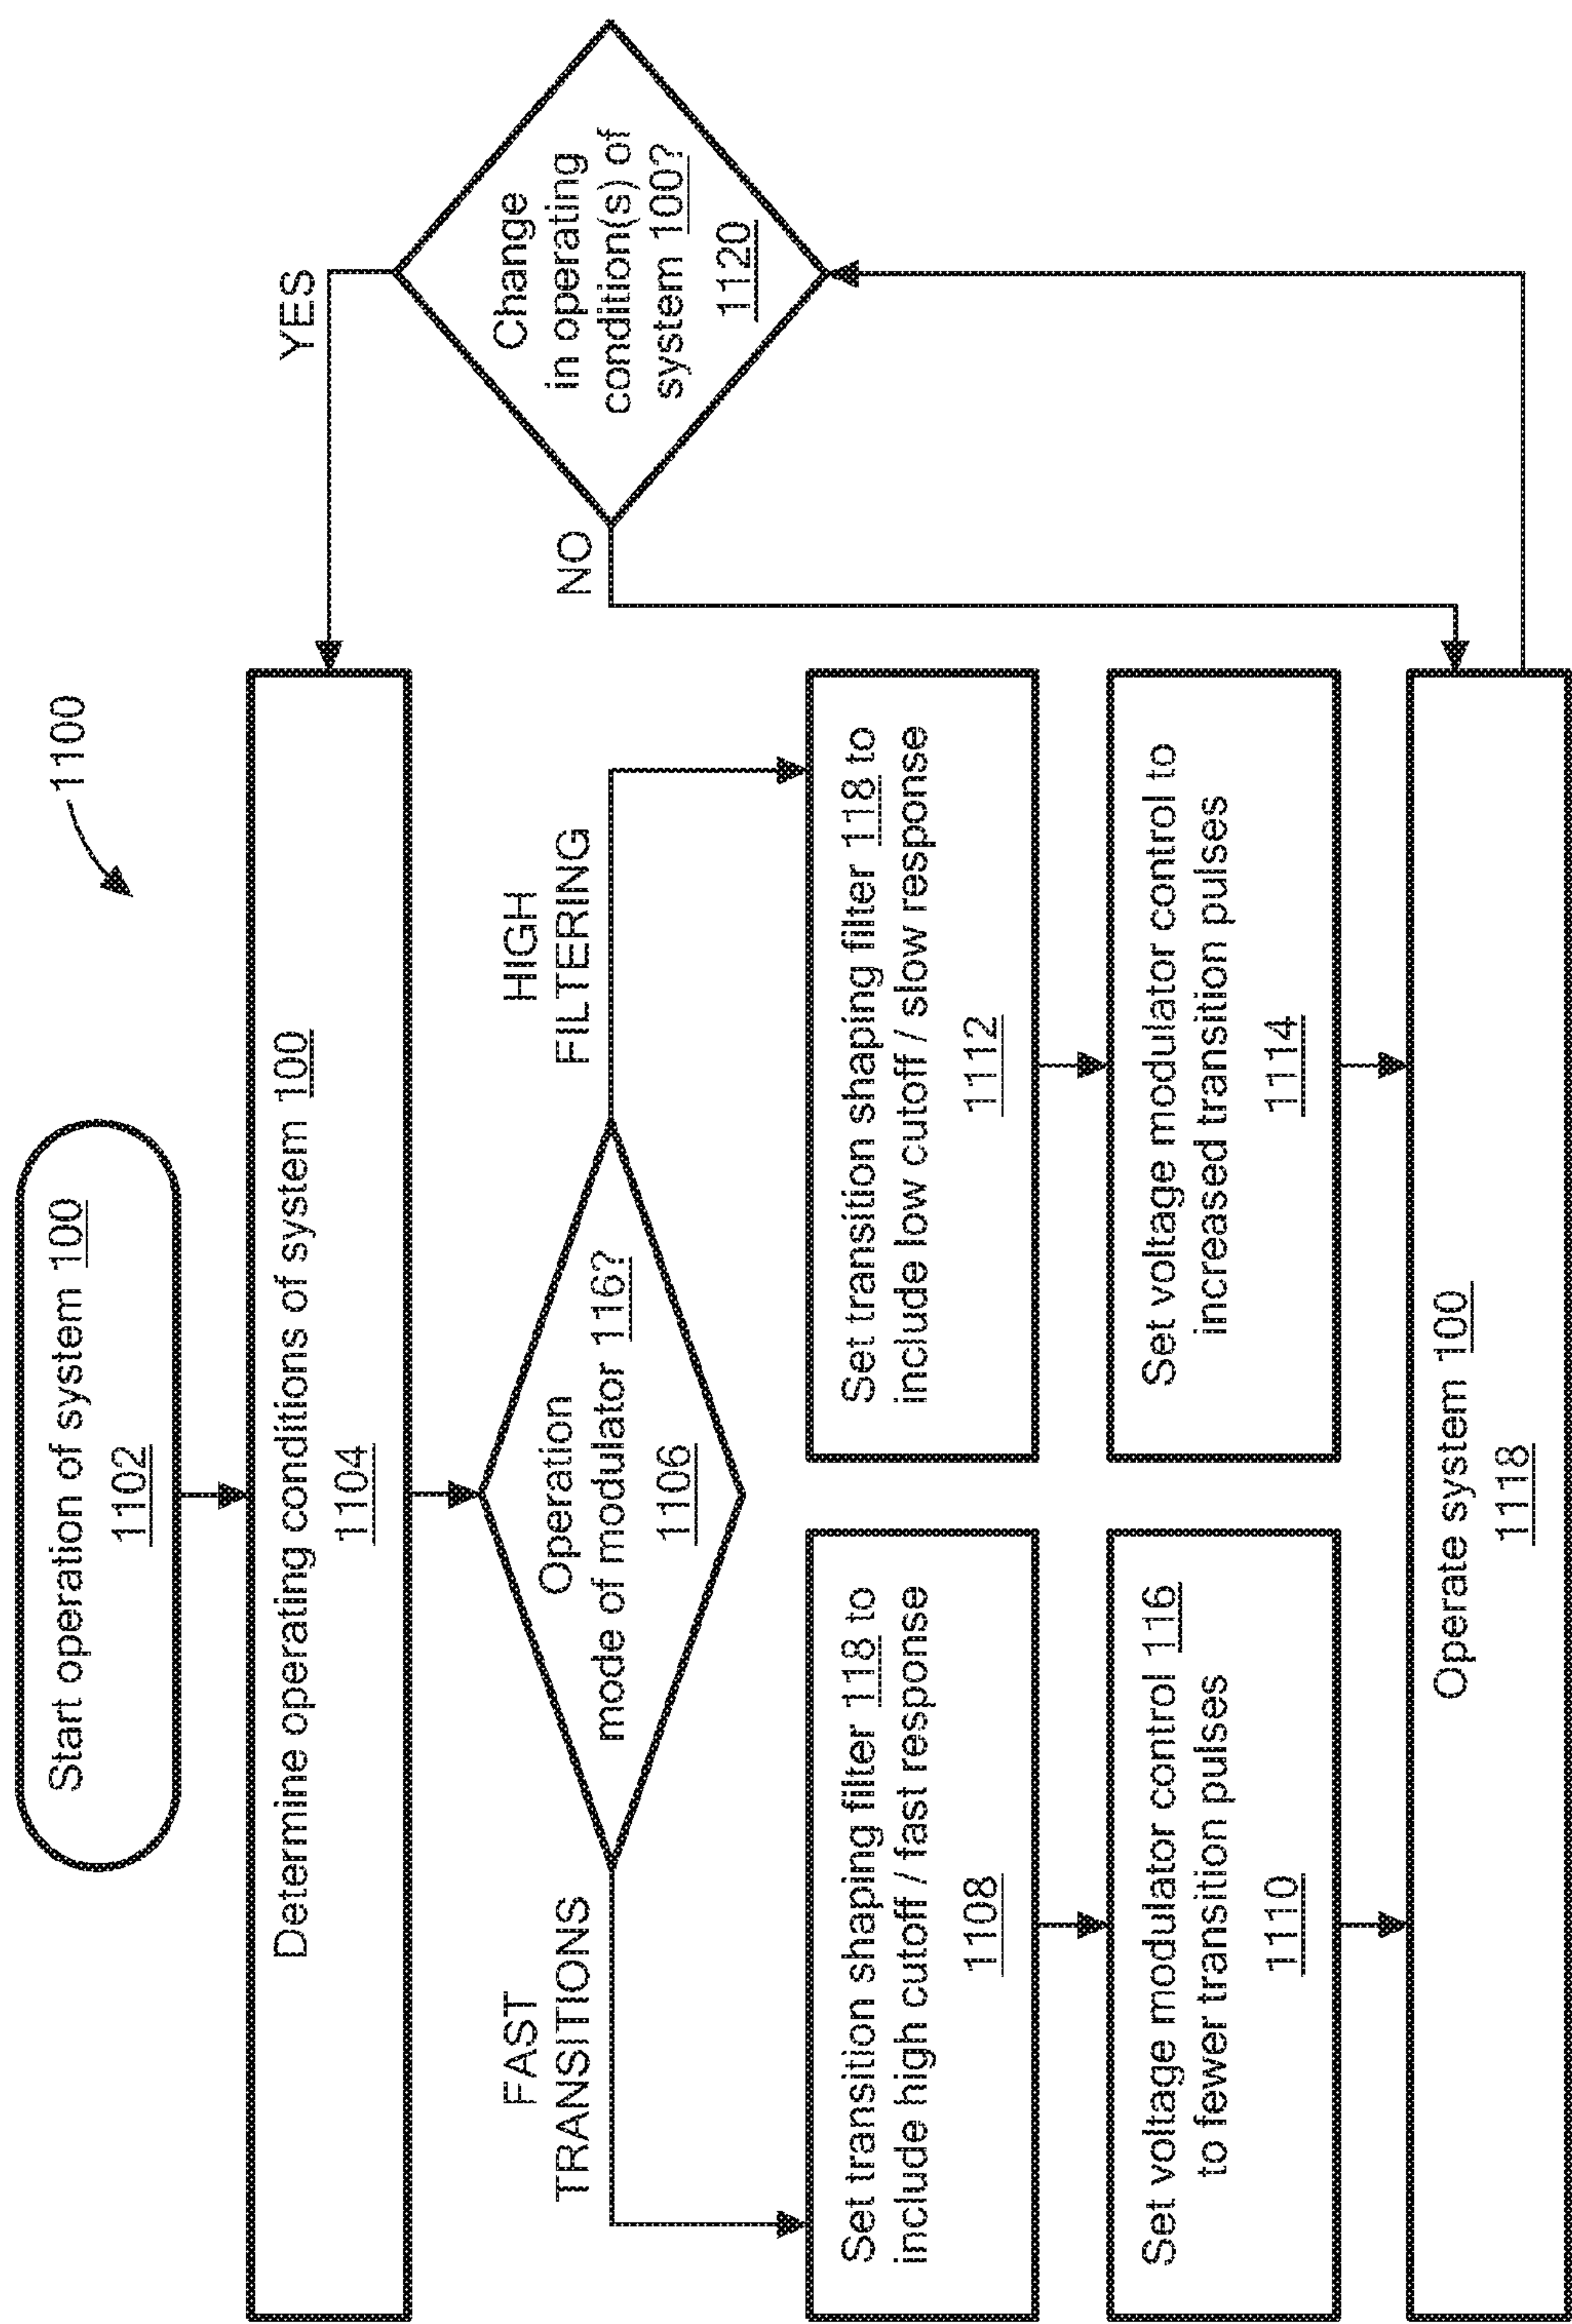 1100
Start operation of system 100
1102
Determine operating conditions of system 100
1104
Operation
mode of modulator 116?
1106
FAST
TRANSITIONS
HIGH
FILTERING
Set transition shaping filter 118 to
include high cutoff / fast response
1108
Set voltage modulator control 116
to fewer transition pulses
1110
Set transition shaping filter 118 to
include low cutoff / slow response
1112
Set voltage modulator control to
increased transition pulses
1114
Operate system 100
1118
YES
NO
Change
in operating
condition(s) of
system 100?
1120